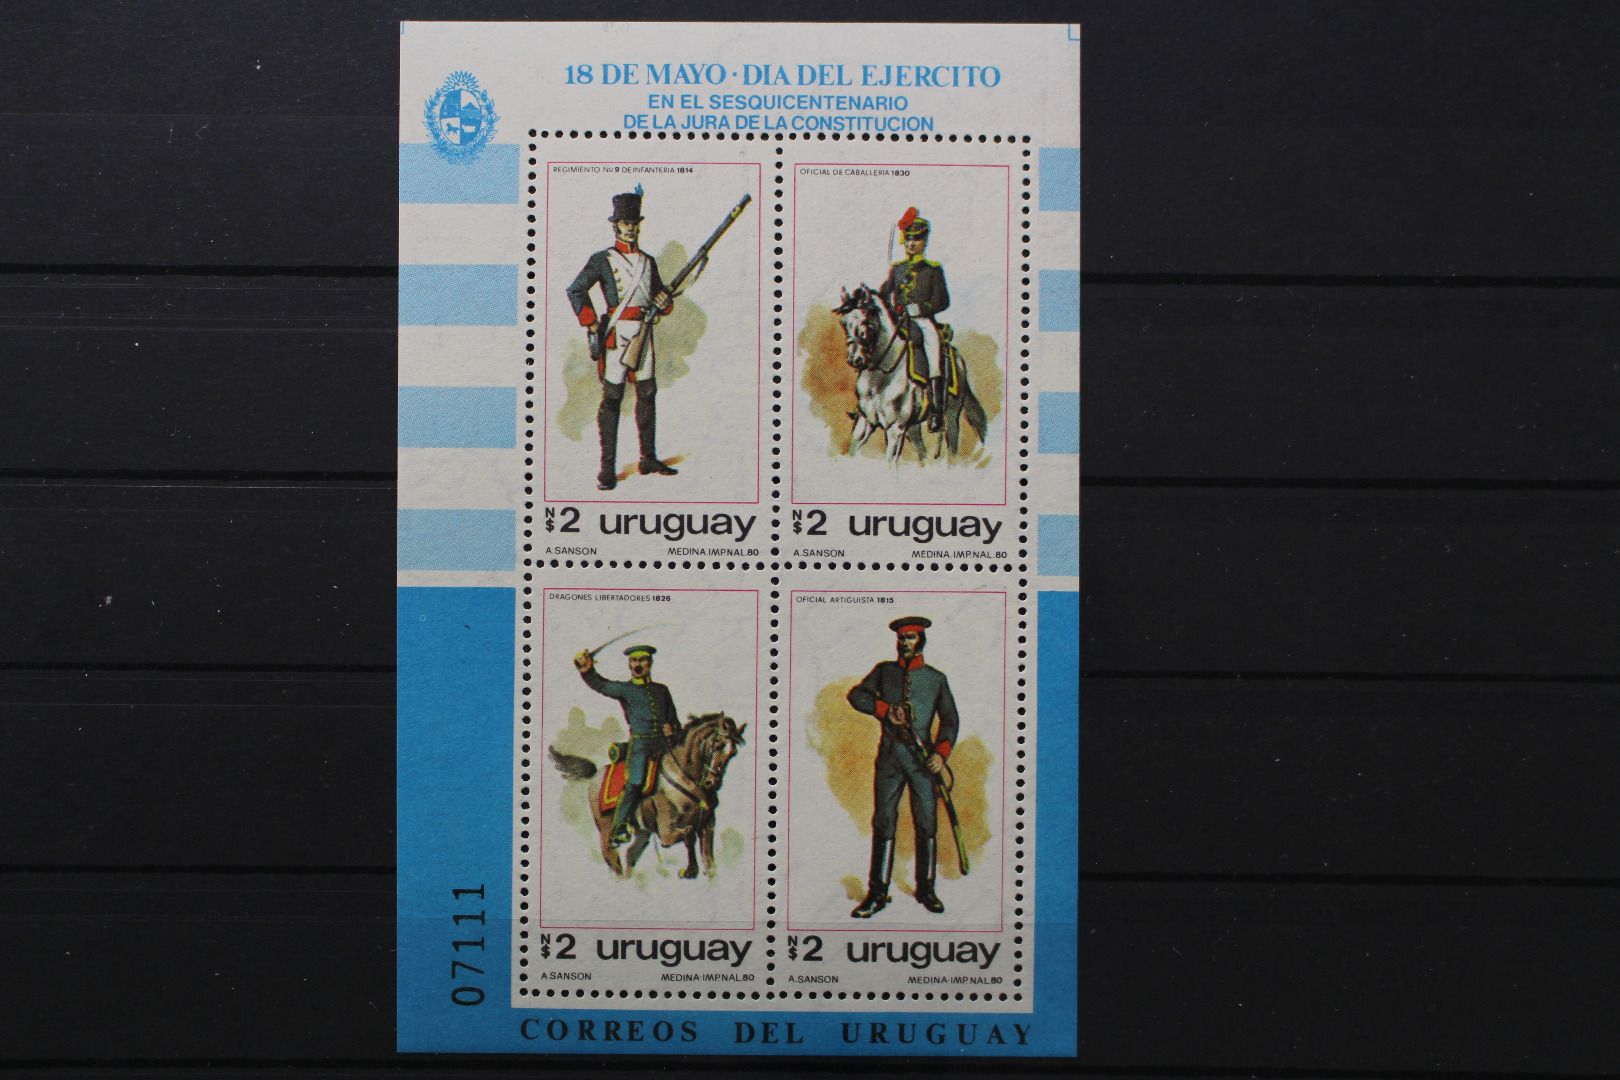 18 DE MAYO · DIA DEL EJERCITO
EN EL SESQUICENTENARIO
DE LA JURA DE LA CONSTITUCION
REGIMIENTO Nº 9 DE INFANTERIA 1814
N$ 2 uruguay
A.SANSON MEDINA.IMP.NAL.80
OFICIAL DE CABALLERIA 1830
N$ 2 uruguay
A.SANSON MEDINA.IMP.NAL.80
DRAGONES LIBERTADORES 1826
N$ 2 uruguay
A.SANSON MEDINA-IMP.NAL.80
OFICIAL ARTIGUISTA 1815
N$ 2 uruguay
A.SANSON MEDINA-IMP.NAL.80
07111
CORREOS DEL URUGUAY